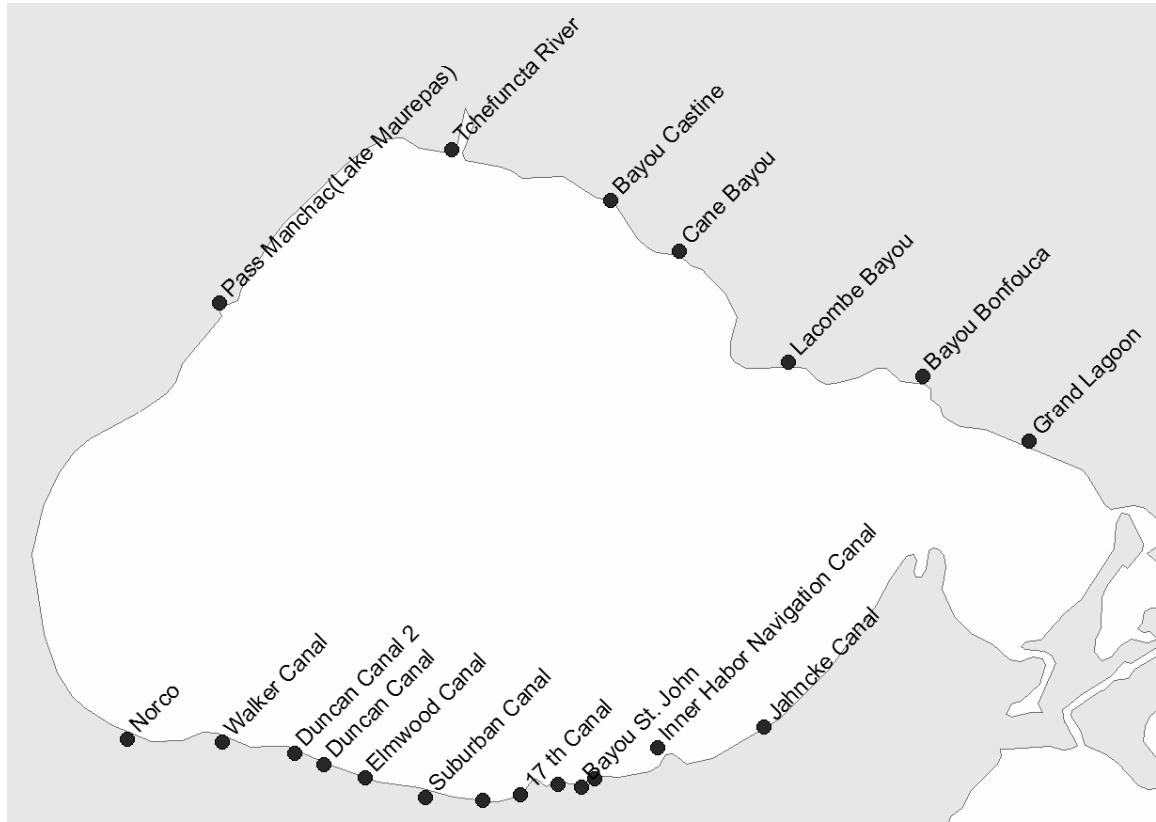 Tchefuncta River
Pass Manchac(Lake Maurepas)
Bayou Castine
Cane Bayou
Lacombe Bayou
Bayou Bonfouca
Grand Lagoon
Norco
Walker Canal
Duncan Canal 2
Duncan Canal
Elmwood Canal
Suburban Canal
17 th Canal
Bayou St. John
Inner Habor Navigation Canal
Jahncke Canal